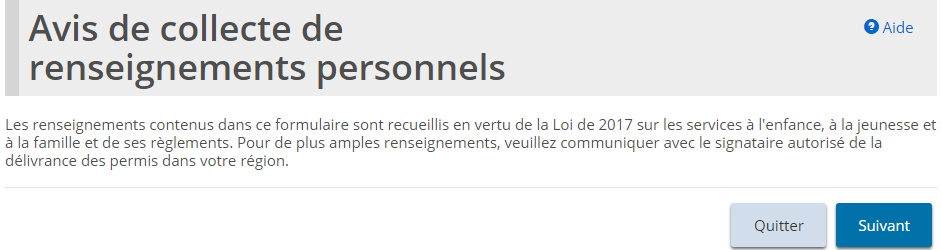 Avis de collecte de
renseignements personnels
Aide
Les renseignements contenus dans ce formulaire sont recueillis en vertu de la Loi de 2017 sur les services à l'enfance, à la jeunesse et
à la famille et de ses règlements. Pour de plus amples renseignements, veuillez communiquer avec le signataire autorisé de la
délivrance des permis dans votre région.
Quitter
Suivant